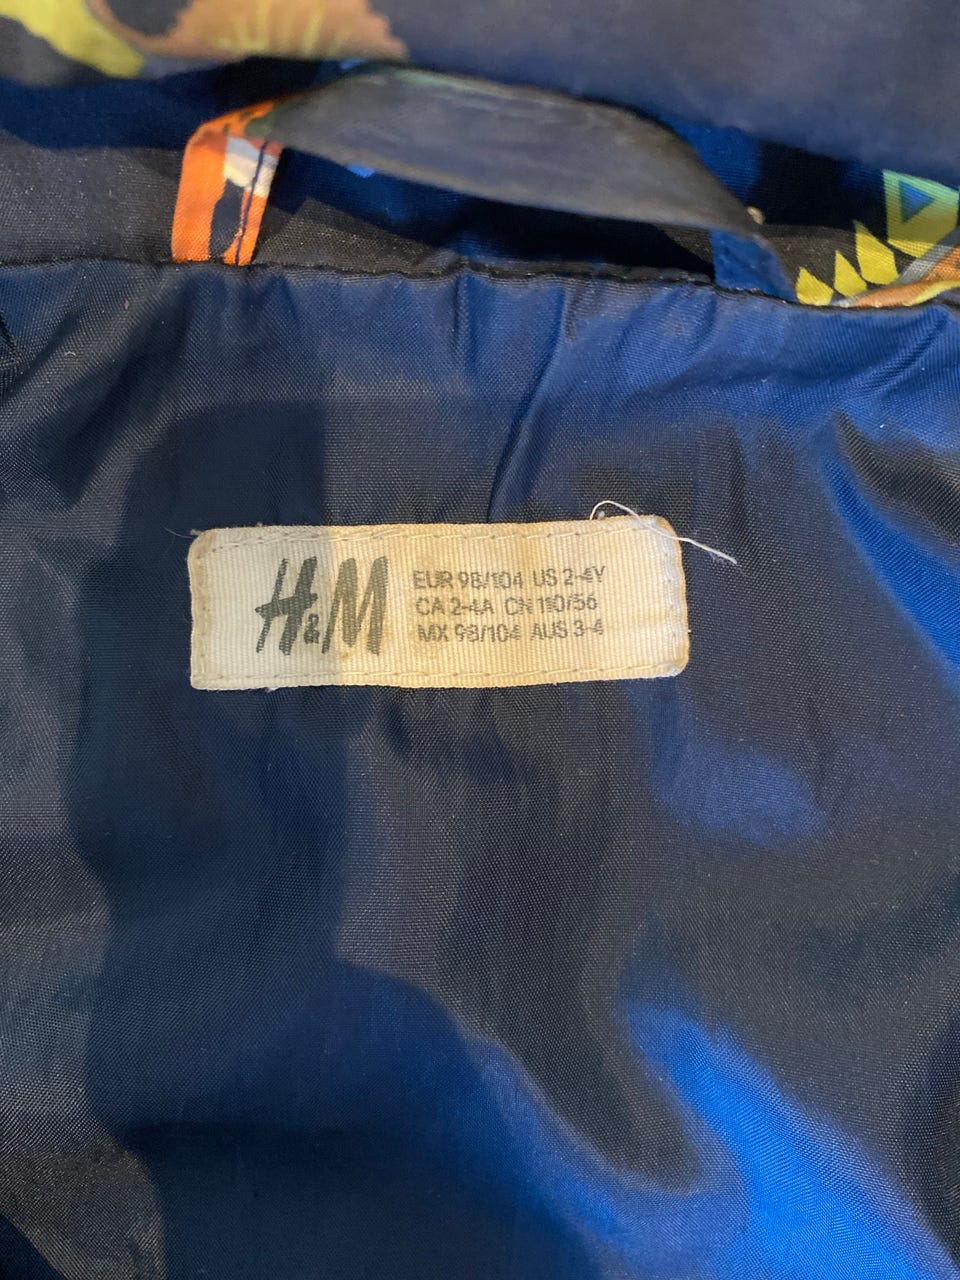 H&M
EUR 98/104 US 2-4Y
CA 2-4A CN 110/56
MX 98/104 AUS 3-4